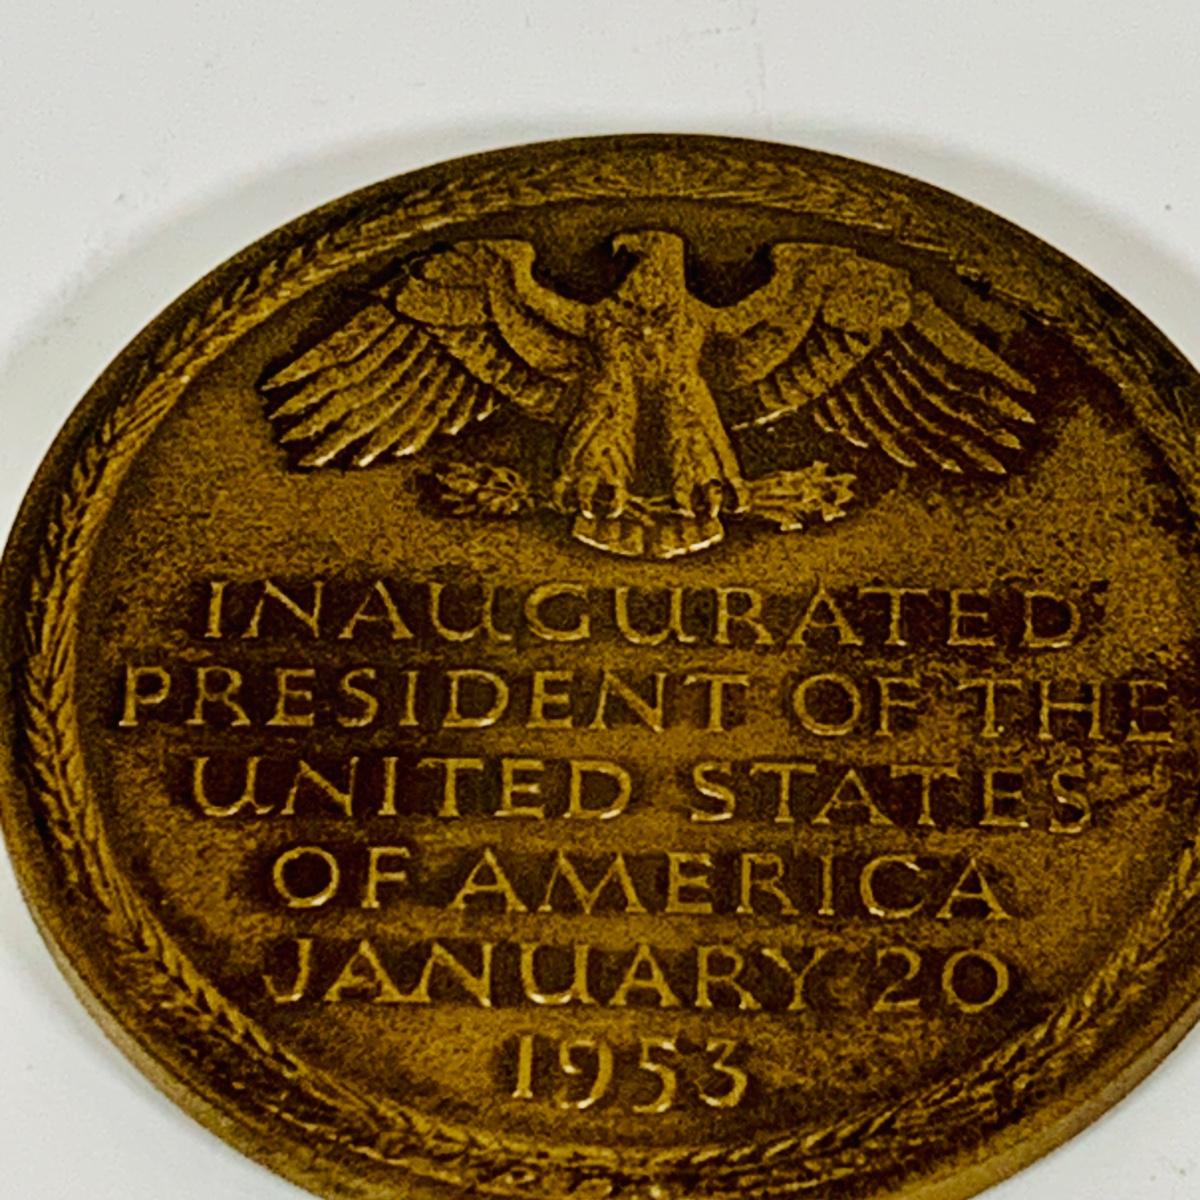 INAUGURATED
PRESIDENT OF THE
UNITED STATES
OF AMERICA
JANUARY 20
1953